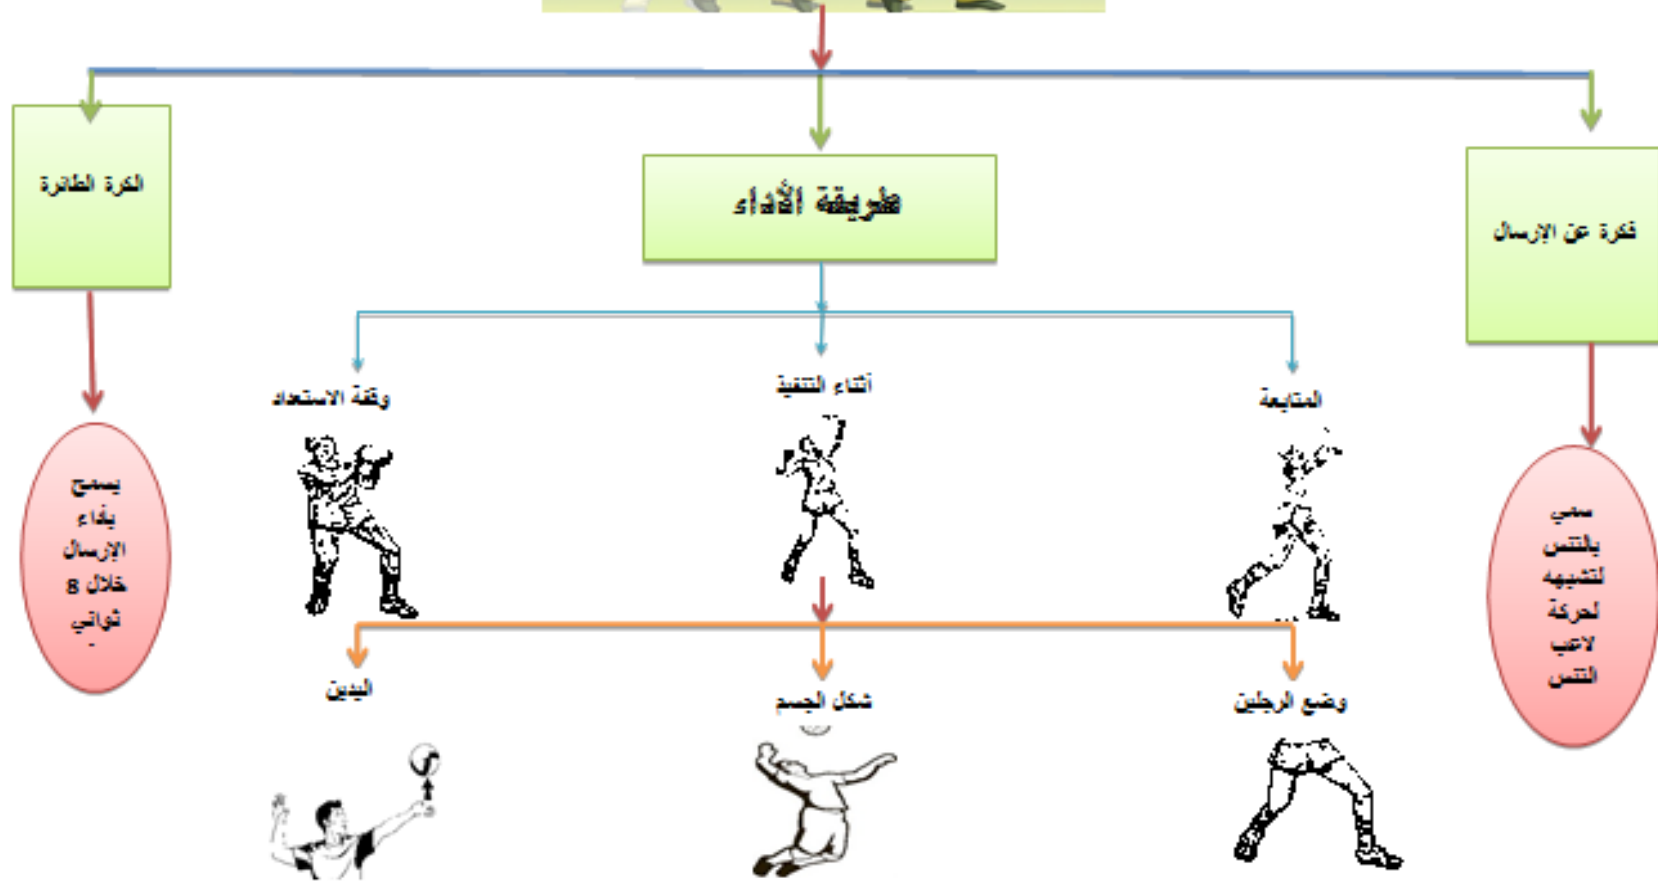 فكرة عن الإرسال
طريقة الأداء
الكرة الطائرة
المتابعة
أثناء التنفيذ
وقفة الاستعداد
سمي
بالتنس
لتشبيهه
لحركة
لاعب
التنس
يسمح
بأداء
الإرسال
خلال 8
ثواني
وضع الرجلين
شكل الجسم
اليدين